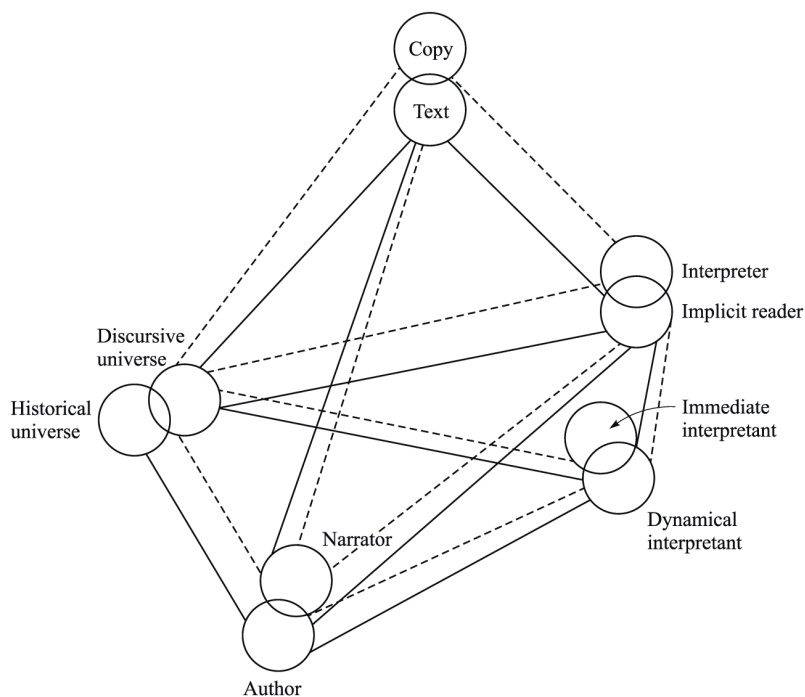 Copy
Text
Interpreter
Implicit reader
Discursive
universe
Historical
universe
Immediate
interpretant
Dynamical
interpretant
Narrator
Author